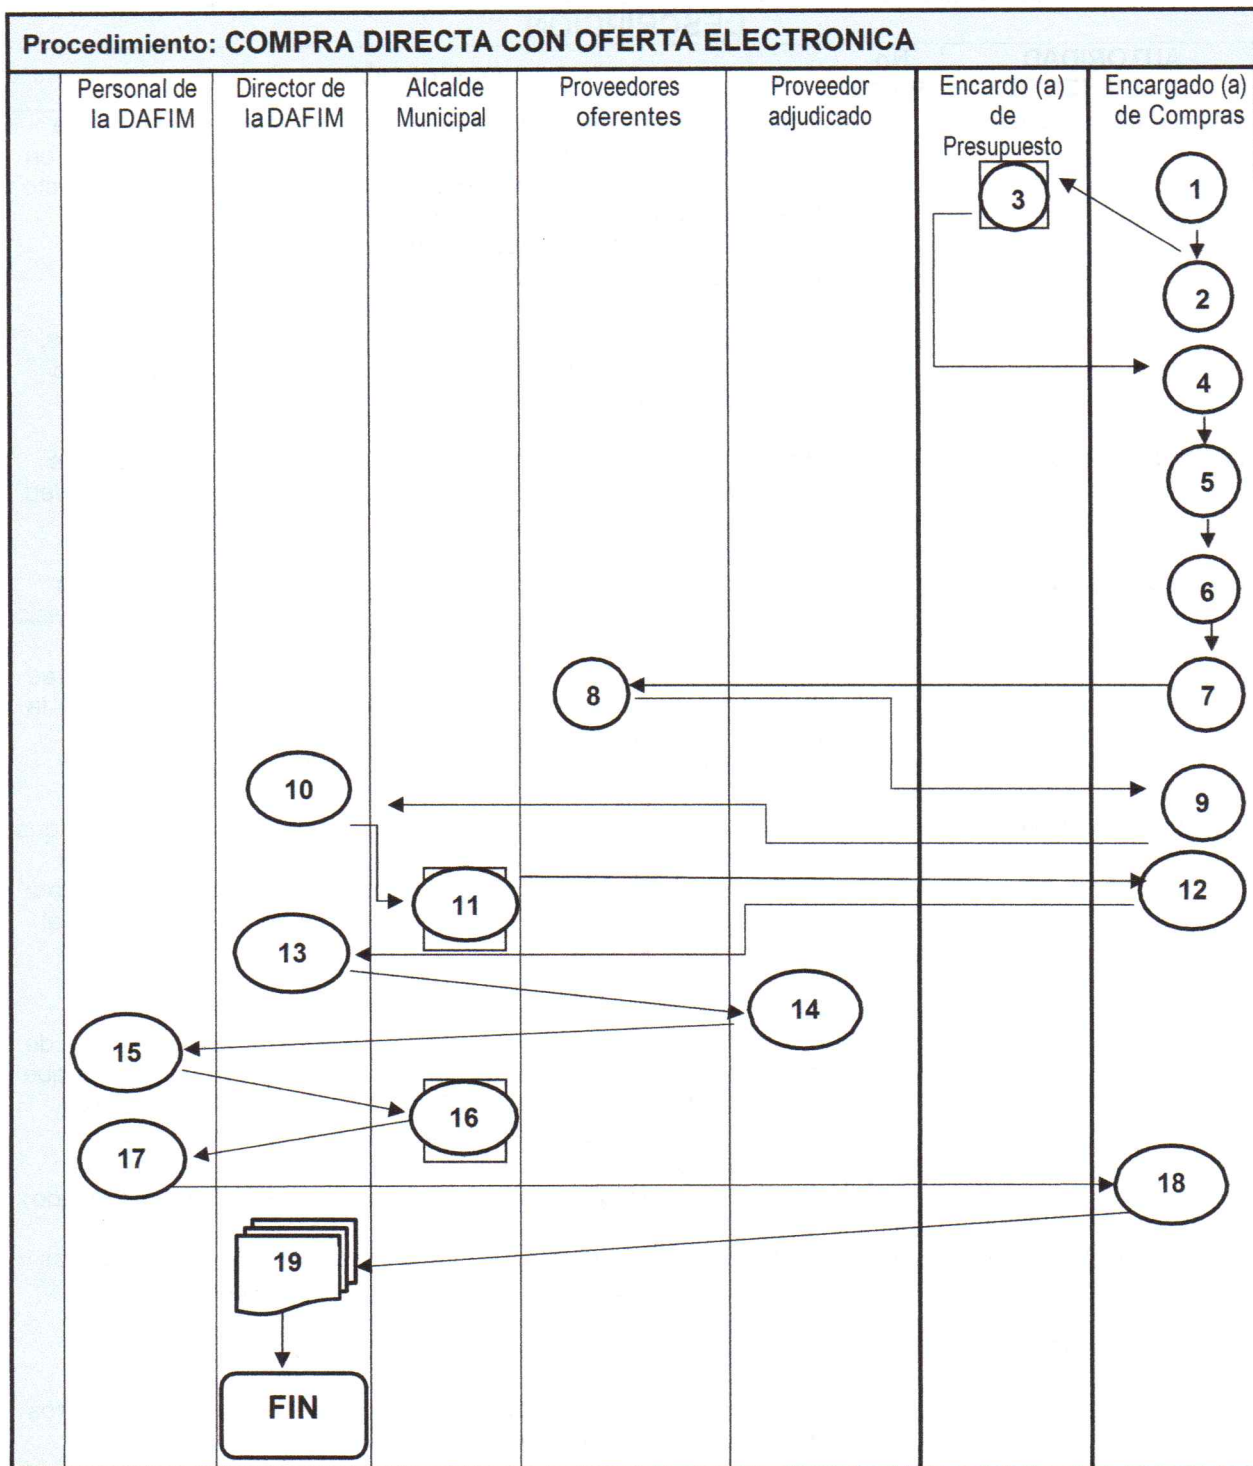 Procedimiento: COMPRA DIRECTA CON OFERTA ELECTRONICA
Personal de
la DAFIM
Director de
la DAFIM
Alcalde
Municipal
Proveedores
oferentes
Proveedor
adjudicado
Encardo (a)
de
Presupuesto
Encargado (a)
de Compras
1
2
3
4
5
6
7
8
9
10
11
12
13
14
15
16
17
18
19
FIN